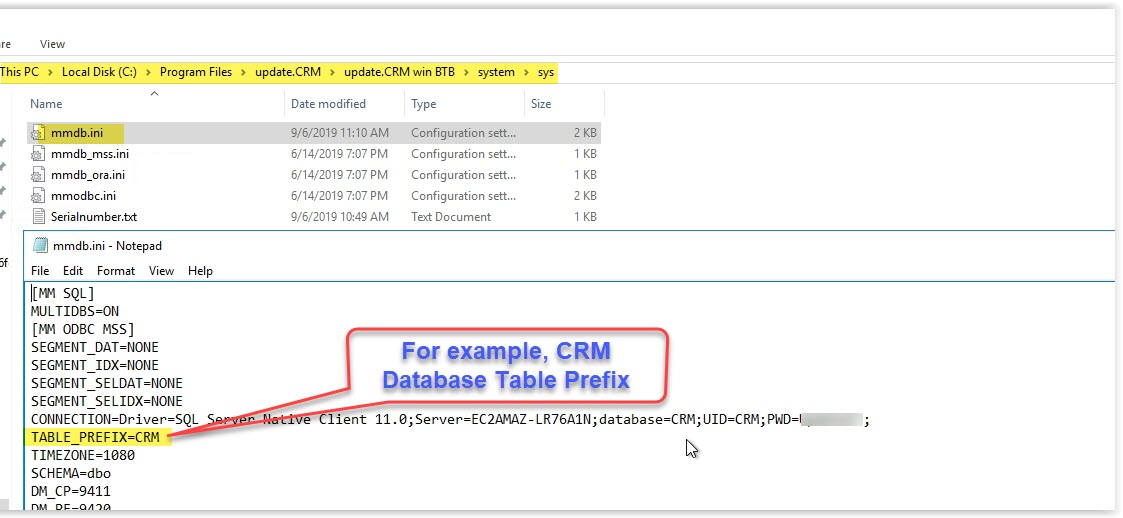 re View
This PC > Local Disk (C:) > Program Files > update.CRM > update.CRM win BTB > system > sys
Name Date modified Type Size
mmdb.ini 9/6/2019 11:10 AM Configuration sett... 2 KB
mmdb_mss.ini 6/14/2019 7:07 PM Configuration sett... 1 KB
mmdb_ora.ini 6/14/2019 7:07 PM Configuration sett... 1 KB
mmodbc.ini 6/14/2019 7:07 PM Configuration sett... 2 KB
Serialnumber.txt 9/6/2019 10:49 AM Text Document 1 KB
mmdb.ini - Notepad
6f
File Edit Format View Help
[MM SQL]
MULTIDBS=ON
[MM ODBC MSS]
SEGMENT_DAT=NONE
SEGMENT_IDX=NONE
SEGMENT_SELDAT=NONE
SEGMENT_SELIDX=NONE
For example, CRM
Database Table Prefix
CONNECTION=Driver=SQL Server Native Client 11.0;Server=EC2AMAZ-LR76A1N;database=CRM;UID=CRM;PWD= ;
TABLE_PREFIX=CRM
TIMEZONE=1080
SCHEMA=dbo
DM_CP=9411
DM_PE=9420